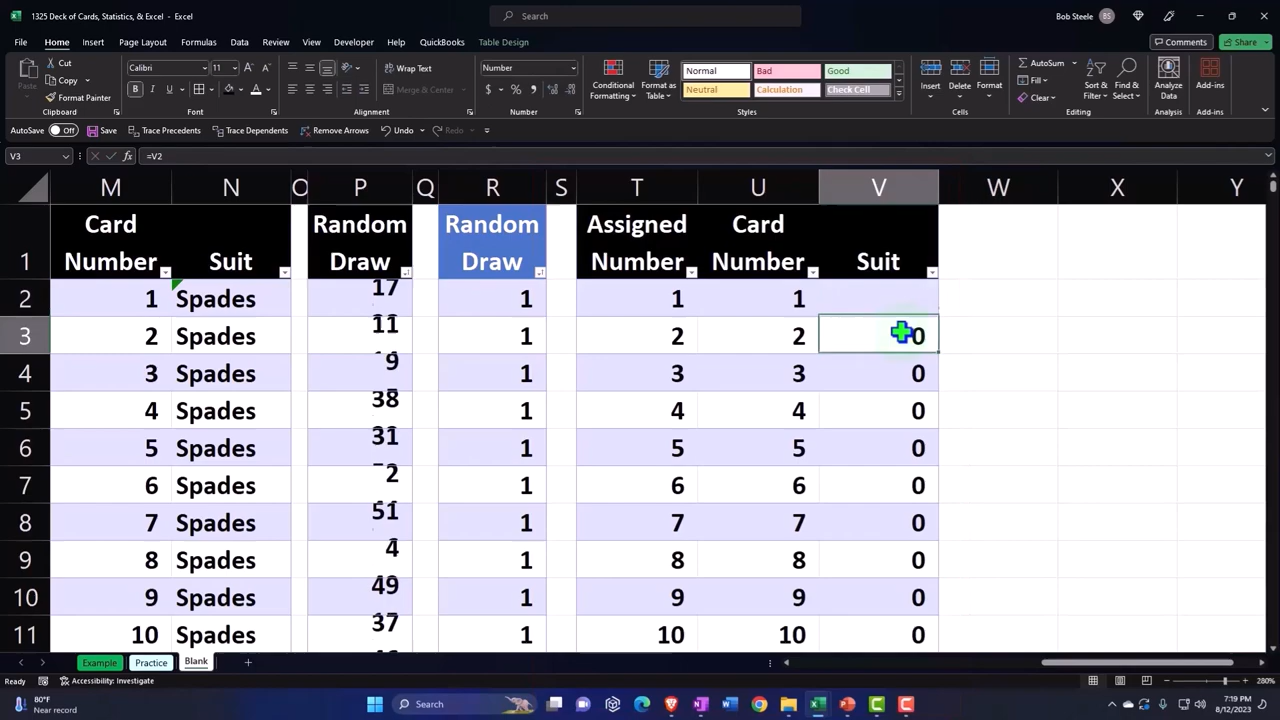 1325 Deck of Cards, Statistics, & Excel - Excel
Search
Bob Steele BS
File Home Insert Page Layout Formulas Data Review View Developer Help QuickBooks Table Design
Comments Share
Cut
Copy
Format Painter
Clipboard
Calibri 11
B I U
Font
Wrap Text
Merge & Center
Alignment
Number
$ % ,
Number
Conditional Formatting
Format as Table
Normal Bad Good
Neutral Calculation Check Cell
Styles
Insert Delete Format
Cells
AutoSum
Fill
Clear
Sort & Filter
Find & Select
Editing
Analyze Data
Analysis
Add-ins
Add-ins
AutoSave Off Save Trace Precedents Trace Dependents Remove Arrows Undo Redo
V3 fx =V2
M N O P Q R S T U V W X Y
Card Random Random Assigned Card
1 Number Suit Draw Draw Number Number Suit
2 1 Spades 17 1 1 1
3 2 Spades 11 1 2 2 0
4 3 Spades 9 1 3 3 0
5 4 Spades 38 1 4 4 0
6 5 Spades 31 1 5 5 0
7 6 Spades 2 1 6 6 0
8 7 Spades 51 1 7 7 0
9 8 Spades 4 1 8 8 0
10 9 Spades 49 1 9 9 0
11 10 Spades 37 1 10 10 0
Example Practice Blank
Ready Accessibility: Investigate 280%
80°F
Near record
Search
7:19 PM
8/12/2023